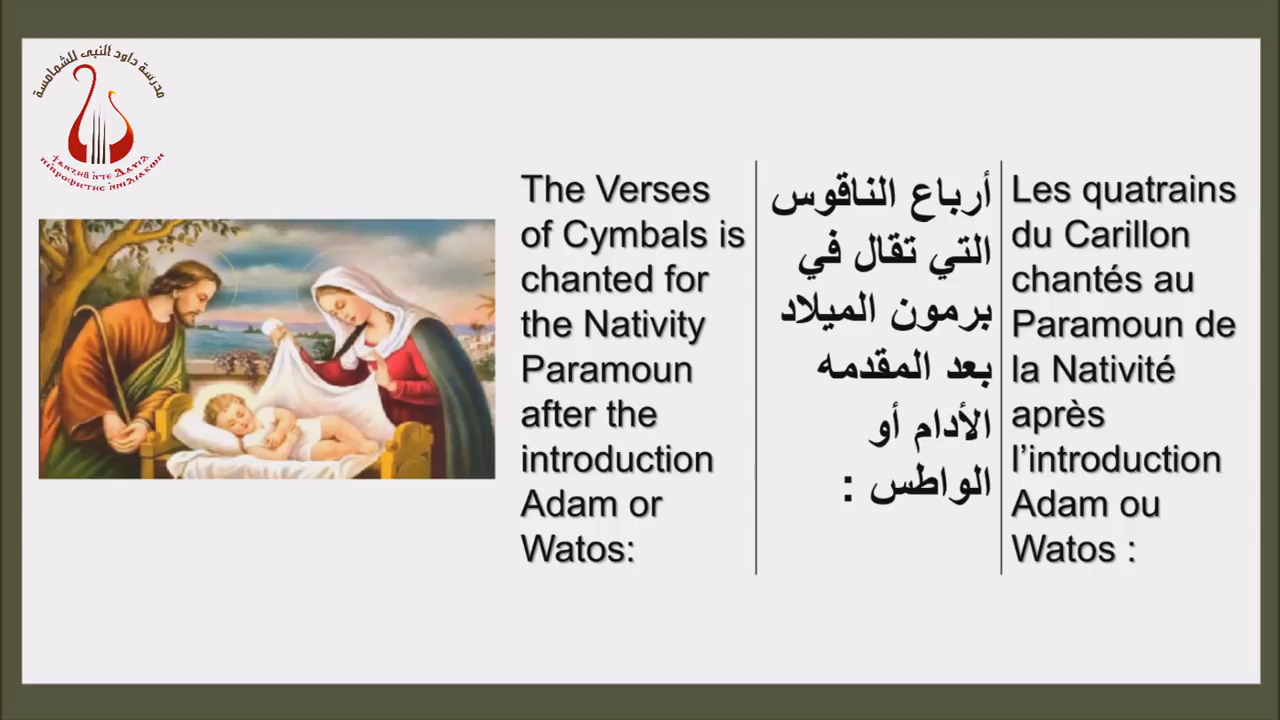 مدرسة داود النبى للشمامسة
The Verses
of Cymbals is
chanted for
the Nativity
Paramoun
after the
introduction
Adam or
Watos:
أرباع الناقوس
التي تقال في
برمون الميلاد
بعد المقدمه
الأدام أو
الواطس :
Les quatrains
du Carillon
chantés au
Paramoun de
la Nativité
après
l’introduction
Adam ou
Watos :